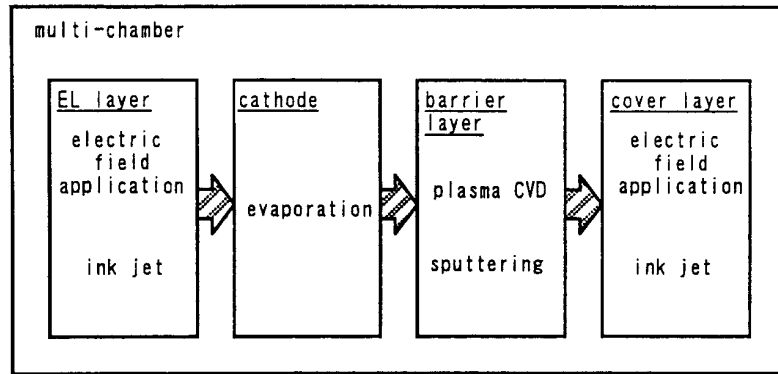 multi-chamber
EL layer
electric
field
application
ink jet
cathode
evaporation
barrier
layer
plasma CVD
sputtering
cover layer
electric
field
application
ink jet